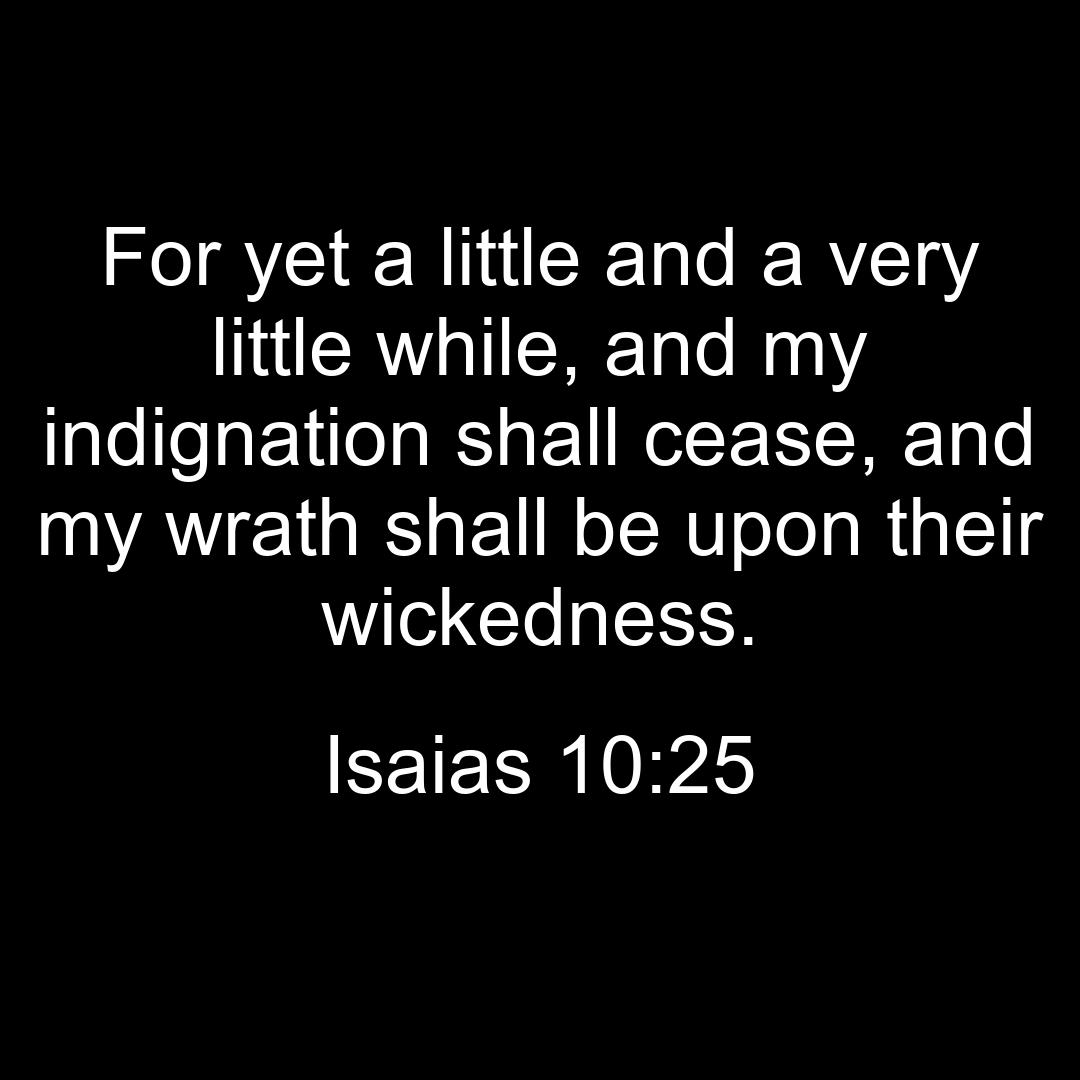 For yet a little and a very
little while, and my
indignation shall cease, and
my wrath shall be upon their
wickedness.
Isaias 10:25